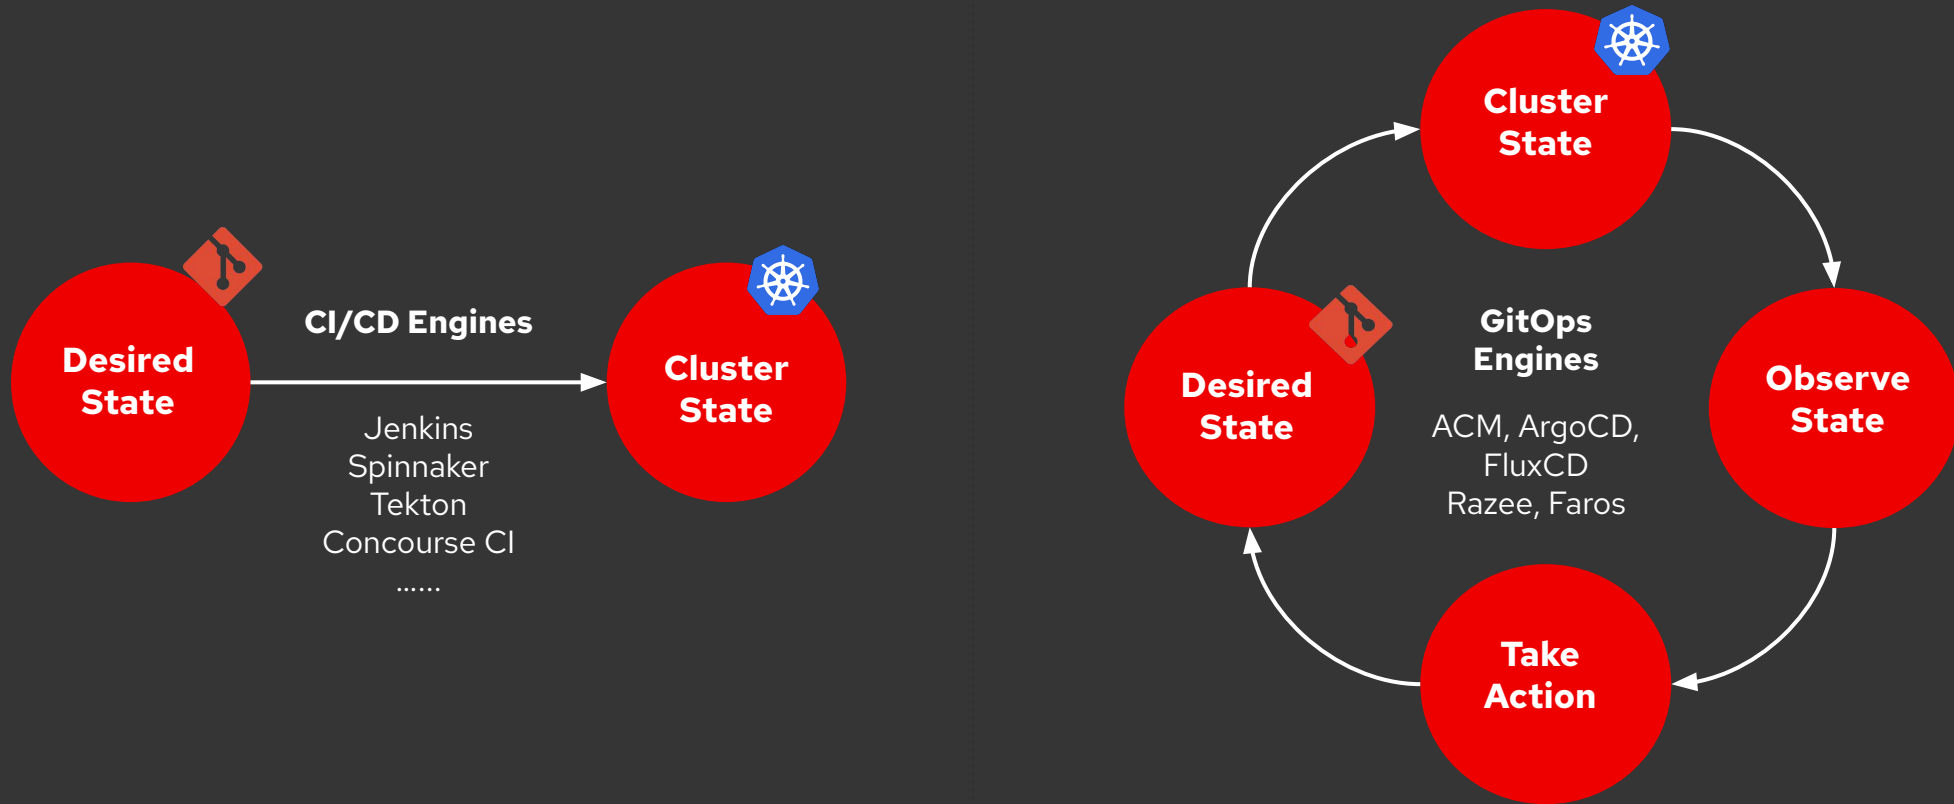 Desired
State
CI/CD Engines
Jenkins
Spinnaker
Tekton
Concourse CI
......
Cluster
State
Cluster
State
Desired
State
GitOps
Engines
ACM, ArgoCD,
FluxCD
Razee, Faros
Observe
State
Take
Action